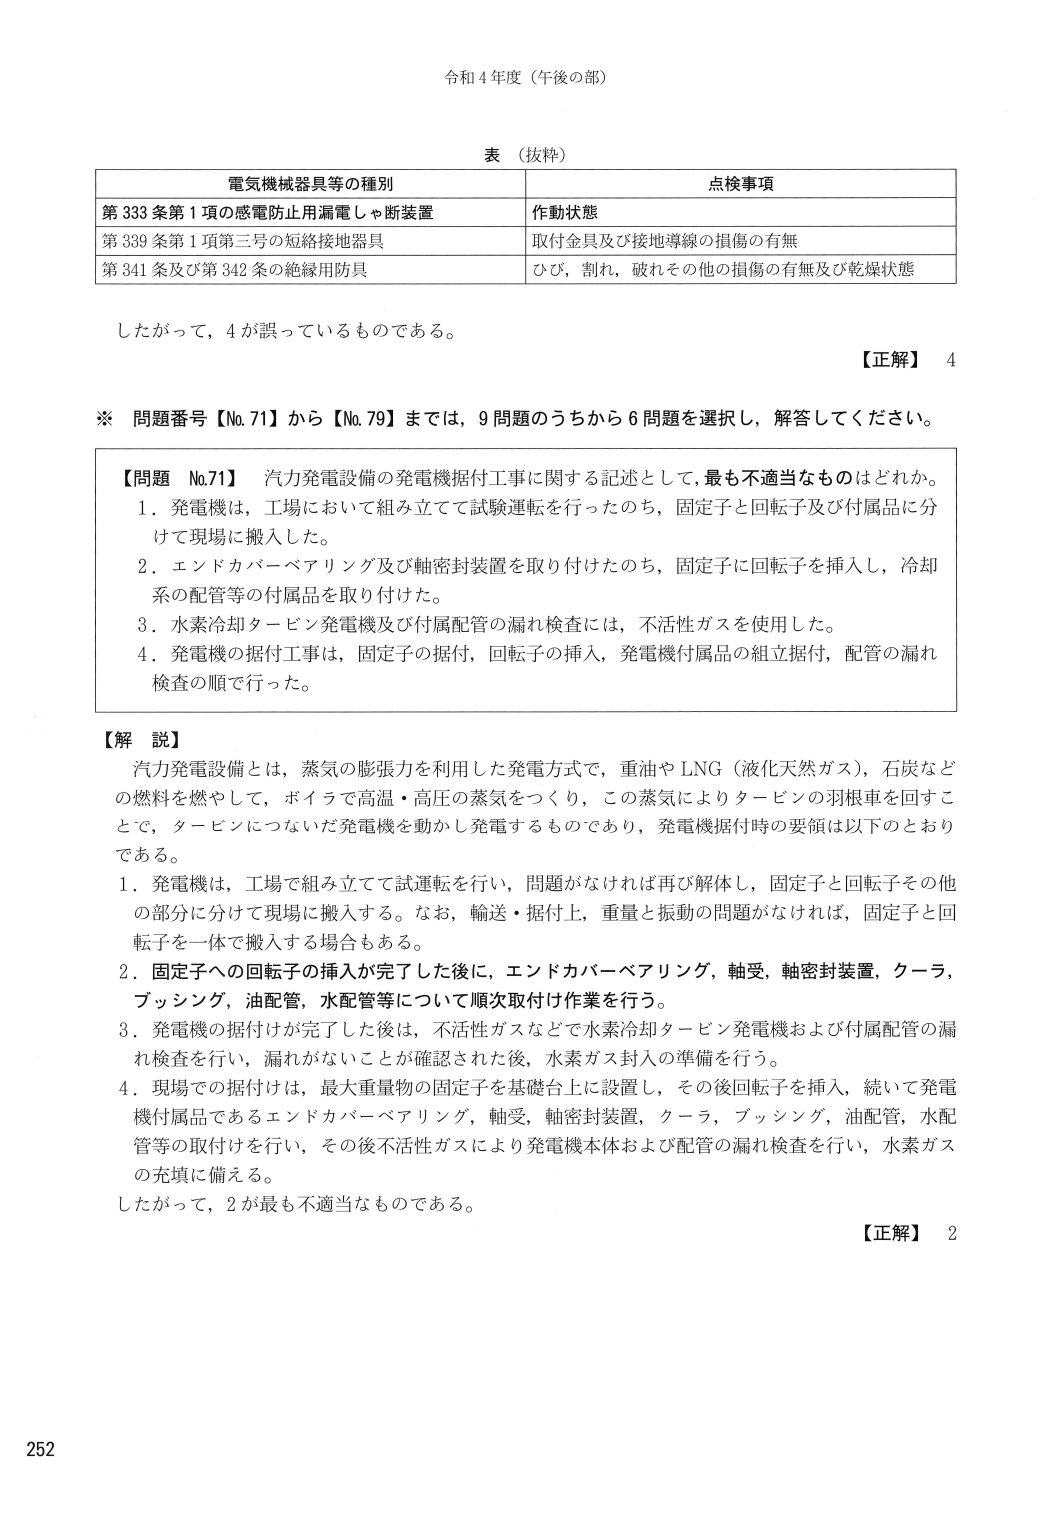 令和4年度（午後の部）
表　（抜粋）
電気機械器具等の種別　点検事項
第333条第1項の感電防止用漏電しゃ断装置　作動状態
第339条第1項第三号の短絡接地器具　取付金具及び接地導線の損傷の有無
第341条及び第342条の絶縁用防具　ひび，割れ，破れその他の損傷の有無及び乾燥状態
したがって，4が誤っているものである。
【正解】　4
※　問題番号【No.71】から【No.79】までは，9問題のうちから6問題を選択し，解答してください。
【問題　No.71】　汽力発電設備の発電機据付工事に関する記述として，最も不適当なものはどれか。
1．発電機は，工場において組み立てて試験運転を行ったのち，固定子と回転子及び付属品に分
けて現場に搬入した。
2．エンドカバーベアリング及び軸密封装置を取り付けたのち，固定子に回転子を挿入し，冷却
系の配管等の付属品を取り付けた。
3．水素冷却タービン発電機及び付属配管の漏れ検査には，不活性ガスを使用した。
4．発電機の据付工事は，固定子の据付，回転子の挿入，発電機付属品の組立据付，配管の漏れ
検査の順で行った。
【解　説】
汽力発電設備とは，蒸気の膨張力を利用した発電方式で，重油やLNG（液化天然ガス），石炭など
の燃料を燃やして，ボイラで高温・高圧の蒸気をつくり，この蒸気によりタービンの羽根車を回すこ
とで，タービンにつないだ発電機を動かし発電するものであり，発電機据付時の要領は以下のとおり
である。
1．発電機は，工場で組み立てて試運転を行い，問題がなければ再び解体し，固定子と回転子その他
の部分に分けて現場に搬入する。なお，輸送・据付上，重量と振動の問題がなければ，固定子と回
転子を一体で搬入する場合もある。
2．固定子への回転子の挿入が完了した後に，エンドカバーベアリング，軸受，軸密封装置，クーラ，
ブッシング，油配管，水配管等について順次取付け作業を行う。
3．発電機の据付けが完了した後は，不活性ガスなどで水素冷却タービン発電機および付属配管の漏
れ検査を行い，漏れがないことが確認された後，水素ガス封入の準備を行う。
4．現場での据付けは，最大重量物の固定子を基礎台上に設置し，その後回転子を挿入，続いて発電
機付属品であるエンドカバーベアリング，軸受，軸密封装置，クーラ，ブッシング，油配管，水配
管等の取付けを行い，その後不活性ガスにより発電機本体および配管の漏れ検査を行い，水素ガス
の充填に備える。
したがって，2が最も不適当なものである。
【正解】　2
252